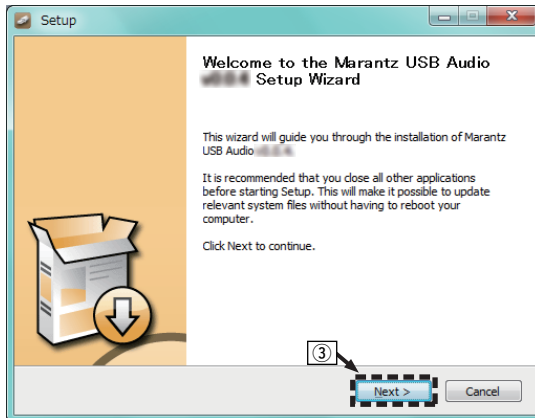 Setup
Welcome to the Marantz USB Audio
Setup Wizard
This wizard will guide you through the installation of Marantz
USB Audio
It is recommended that you close all other applications
before starting Setup. This will make it possible to update
relevant system files without having to reboot your
computer.
Click Next to continue.
③
Next >
Cancel